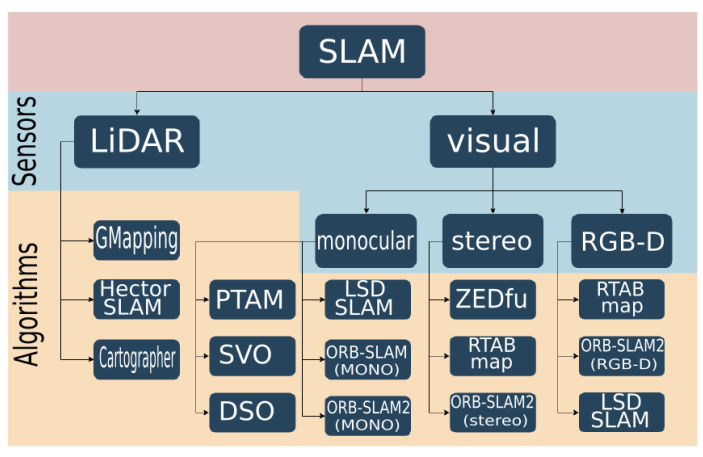 SLAM
Sensors
LiDAR
visual
Algorithms
GMapping
monocular
stereo
RGB-D
Hector
SLAM
PTAM
LSD
SLAM
ZEDfu
RTAB
map
Cartographer
SVO
ORB-SLAM
(MONO)
RTAB
map
ORB-SLAM2
(RGB-D)
DSO
ORB-SLAM2
(MONO)
ORB-SLAM2
(stereo)
LSD
SLAM